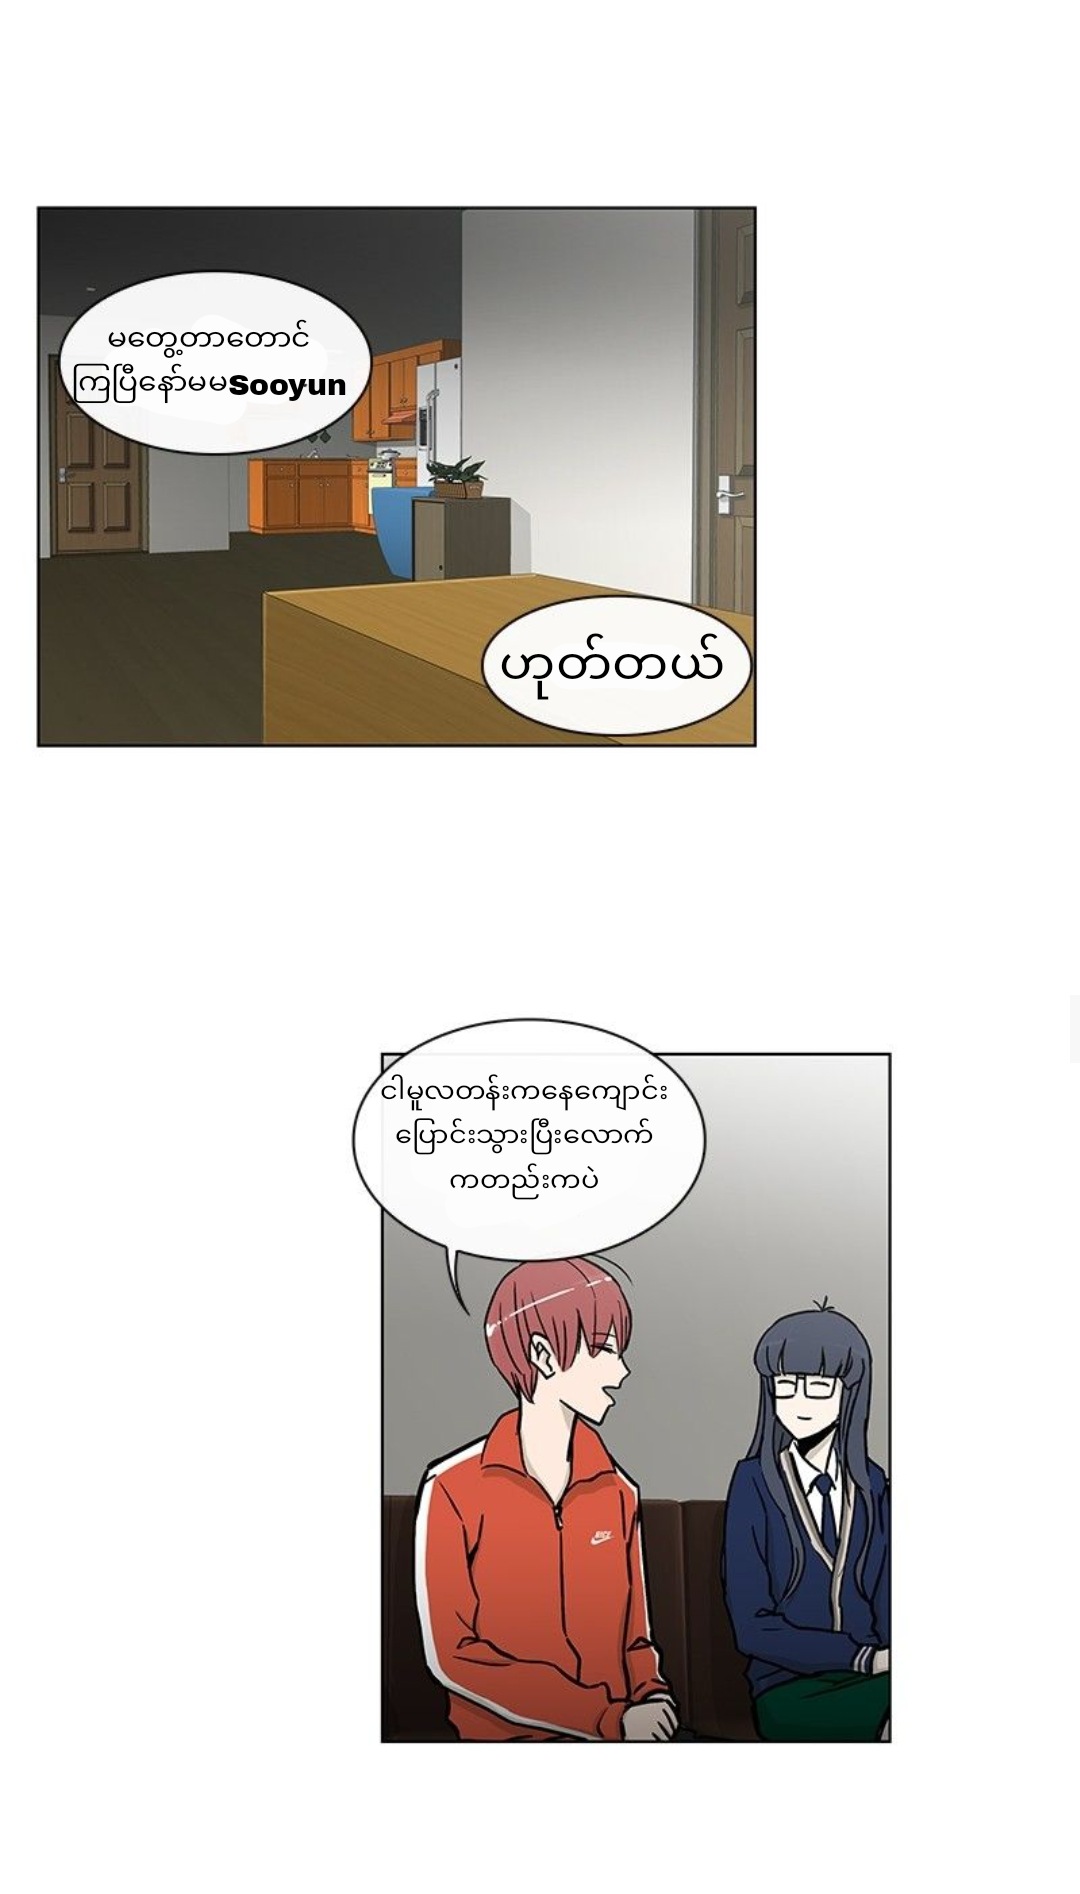 မတွေ့တာတောင်
ကြာပြီနော်မမSooyun
ဟုတ်တယ်
ငါမူလတန်းကနေကျောင်း
ပြောင်းသွားပြီးလောက်
ကတည်းကပဲ